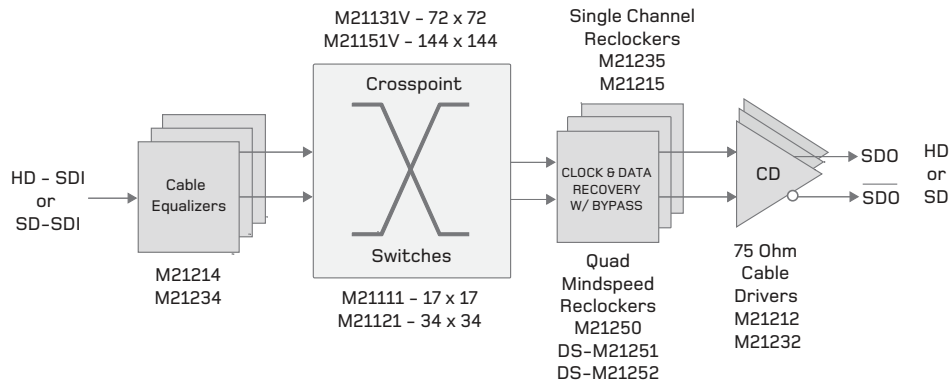 M21131V – 72 x 72
M21151V – 144 x 144
Single Channel
Reclockers
M21235
M21215
Crosspoint
Switches
HD – SDI
or
SD–SDI
Cable
Equalizers
M21214
M21234
M21111 – 17 x 17
M21121 – 34 x 34
CLOCK & DATA
RECOVERY
W/ BYPASS
Quad
Mindspeed
Reclockers
M21250
DS–M21251
DS–M21252
CD
75 Ohm
Cable
Drivers
M21212
M21232
SDO
SDO
HD
or
SD